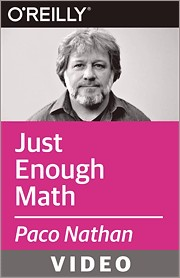 O'REILLY®
Just
Enough
Math
Paco Nathan
VIDEO